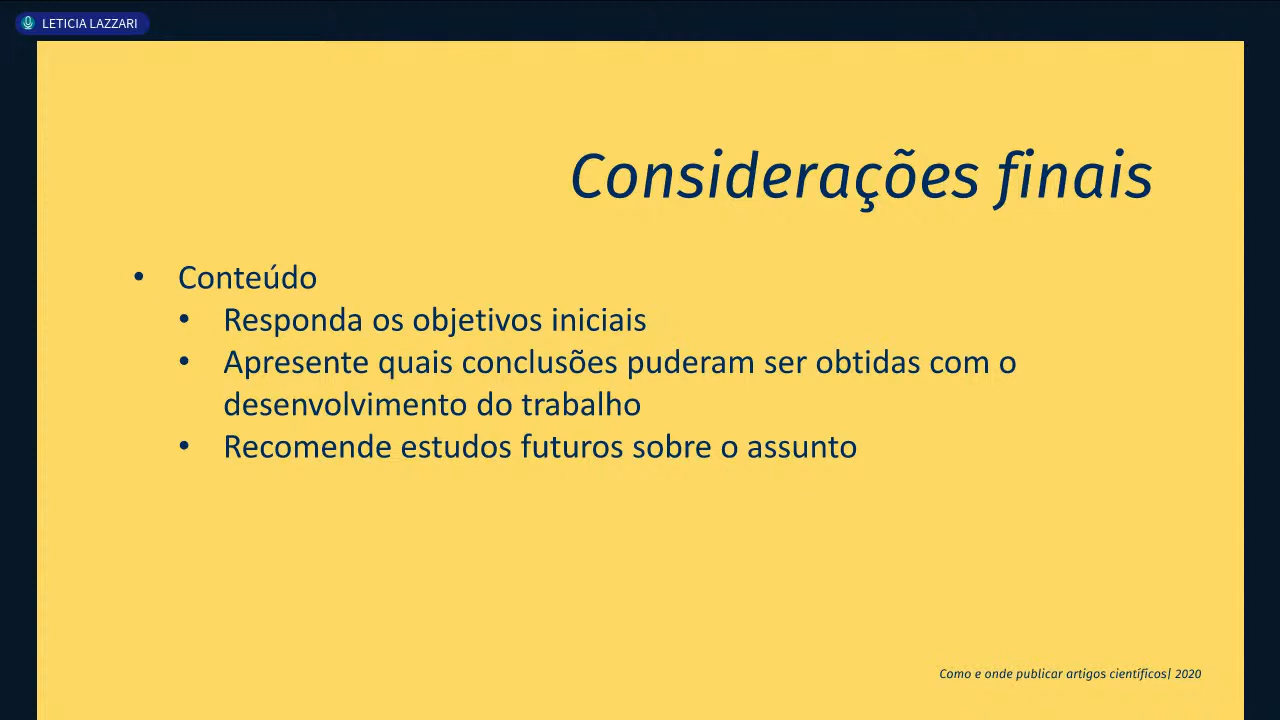 LETICIA LAZZARI
Considerações finais
• Conteúdo
• Responda os objetivos iniciais
• Apresente quais conclusões puderam ser obtidas com o
desenvolvimento do trabalho
• Recomende estudos futuros sobre o assunto
Como e onde publicar artigos científicos| 2020